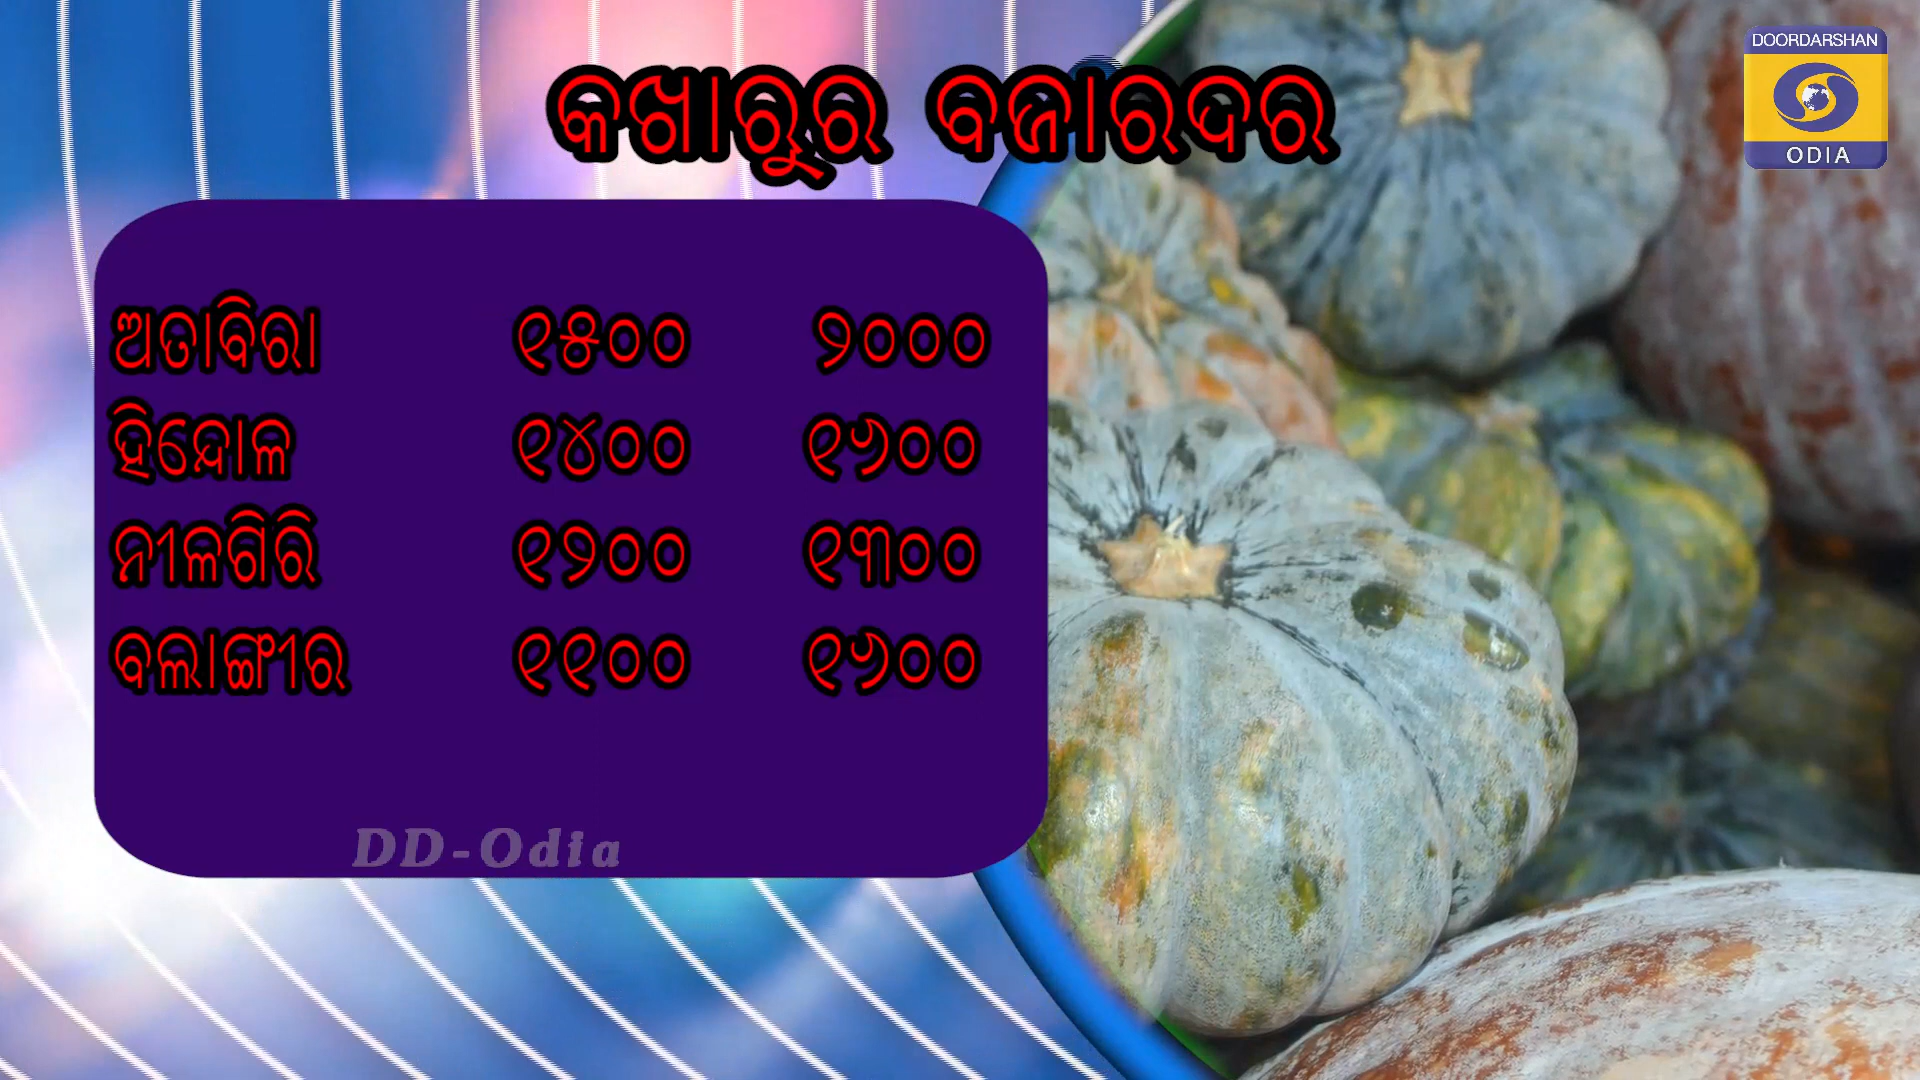 DOORDARSHAN
ODIA
କଖାରୁର ବଜାରଦର
ଅତାବିରା ୧୫୦୦ ୨୦୦୦
ହିନ୍ଦୋଳ ୧୪୦୦ ୧୬୦୦
ନୀଳଗିରି ୧୨୦୦ ୧୩୦୦
ବଲାଙ୍ଗୀର ୧୧୦୦ ୧୬୦୦
DD-Odia